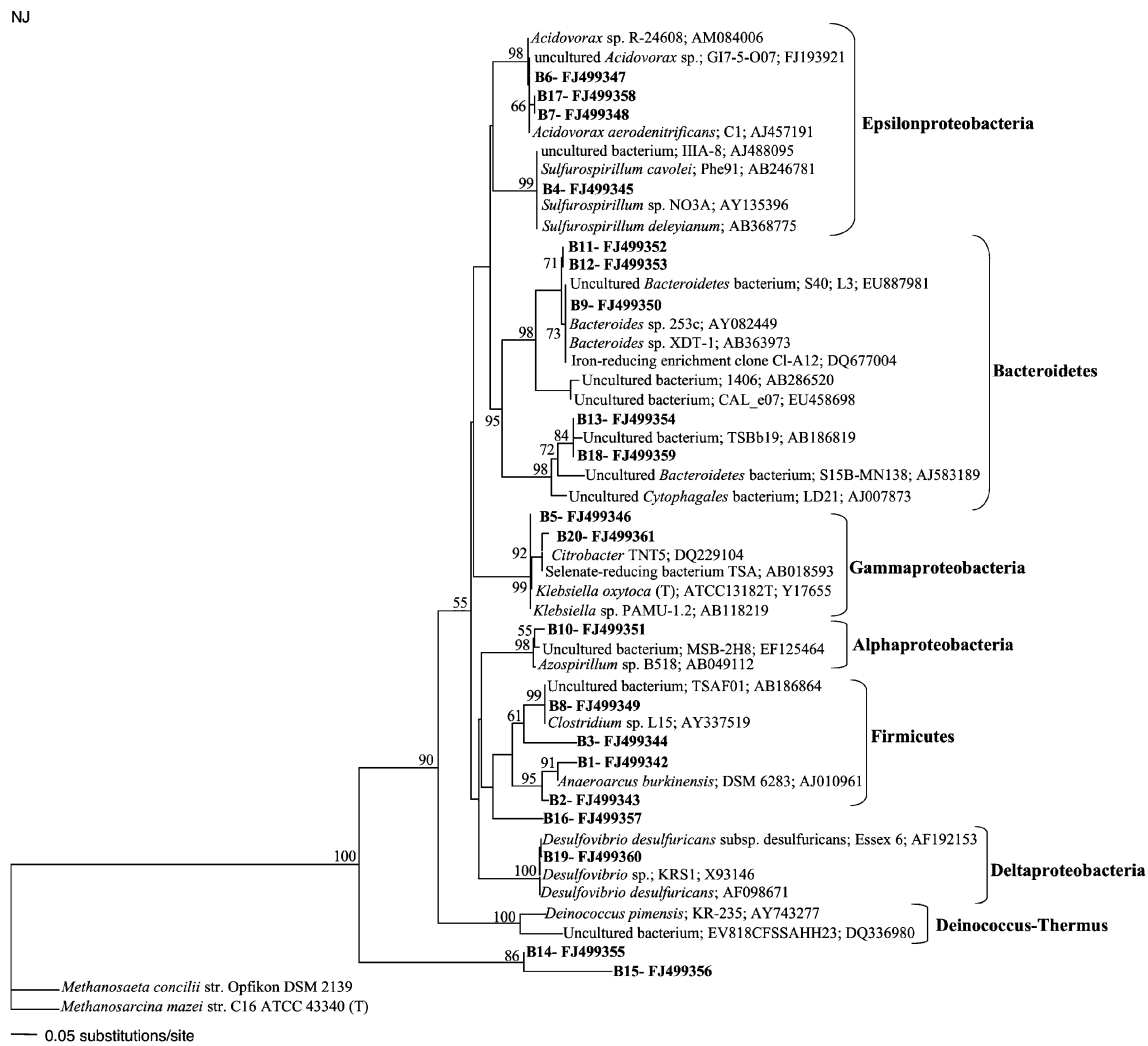 NJ
Acidovorax sp. R-24608; AM084006
98
uncultured Acidovorax sp.; GI7-5-O07; FJ193921
B6- FJ499347
B17- FJ499358
66
B7- FJ499348
Epsilonproteobacteria
Acidovorax aerodenitrificans; C1; AJ457191
uncultured bacterium; IIIA-8; AJ488095
Sulfurospirillum cavolei; Phe91; AB246781
99
B4- FJ499345
Sulfurospirillum sp. NO3A; AY135396
Sulfurospirillum deleyianum; AB368775
B11- FJ499352
71
B12- FJ499353
Uncultured Bacteroidetes bacterium; S40; L3; EU887981
B9- FJ499350
98
73
Bacteroides sp. 253c; AY082449
Bacteroides sp. XDT-1; AB363973
Iron-reducing enrichment clone Cl-A12; DQ677004
Bacteroidetes
Uncultured bacterium; 1406; AB286520
Uncultured bacterium; CAL_e07; EU458698
95
B13- FJ499354
84
Uncultured bacterium; TSBb19; AB186819
72
B18- FJ499359
98
Uncultured Bacteroidetes bacterium; S15B-MN138; AJ583189
Uncultured Cytophagales bacterium; LD21; AJ007873
B5- FJ499346
B20- FJ499361
92
Citrobacter TNT5; DQ229104
Gammaproteobacteria
Selenate-reducing bacterium TSA; AB018593
99
Klebsiella oxytoca (T); ATCC13182T; Y17655
55
Klebsiella sp. PAMU-1.2; AB118219
55
B10- FJ499351
Alphaproteobacteria
98
Uncultured bacterium; MSB-2H8; EF125464
Azospirillum sp. B518; AB049112
Uncultured bacterium; TSAF01; AB186864
99
B8- FJ499349
61
Clostridium sp. L15; AY337519
Firmicutes
B3- FJ499344
90
91
B1- FJ499342
95
Anaeroarcus burkinensis; DSM 6283; AJ010961
B2- FJ499343
B16- FJ499357
Desulfovibrio desulfuricans subsp. desulfuricans; Essex 6; AF192153
100
B19- FJ499360
100
Desulfovibrio sp.; KRS1; X93146
Deltaproteobacteria
Desulfovibrio desulfuricans; AF098671
100
Deinococcus pimensis; KR-235; AY743277
Deinococcus-Thermus
Uncultured bacterium; EV818CFSSAHH23; DQ336980
86
B14- FJ499355
B15- FJ499356
Methanosaeta concilii str. Opfikon DSM 2139
Methanosarcina mazei str. C16 ATCC 43340 (T)
0.05 substitutions/site